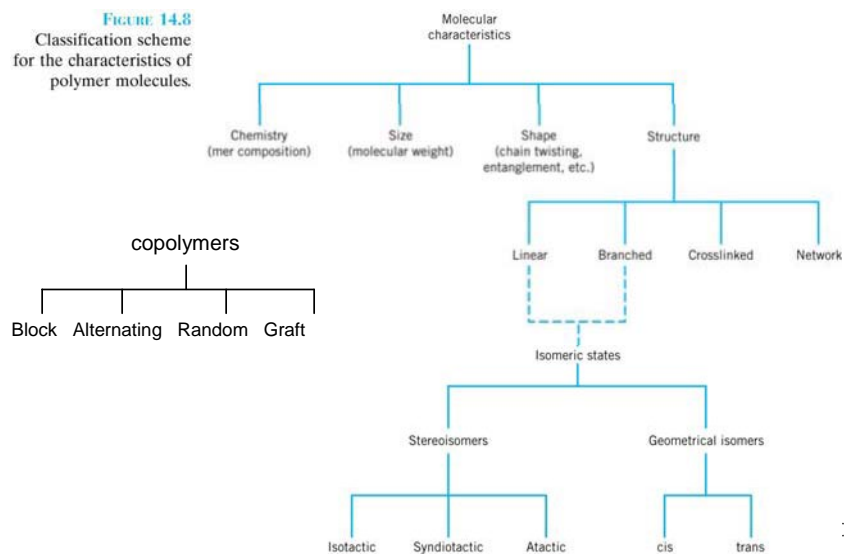 FIGURE 14.8
Classification scheme
for the characteristics of
polymer molecules.
Molecular
characteristics
Chemistry
(mer composition)
Size
(molecular weight)
Shape
(chain twisting,
entanglement, etc.)
Structure
Linear
Branched
Crosslinked
Network
copolymers
Block
Alternating
Random
Graft
Isomeric states
Stereoisomers
Geometrical isomers
Isotactic
Syndiotactic
Atactic
cis
trans